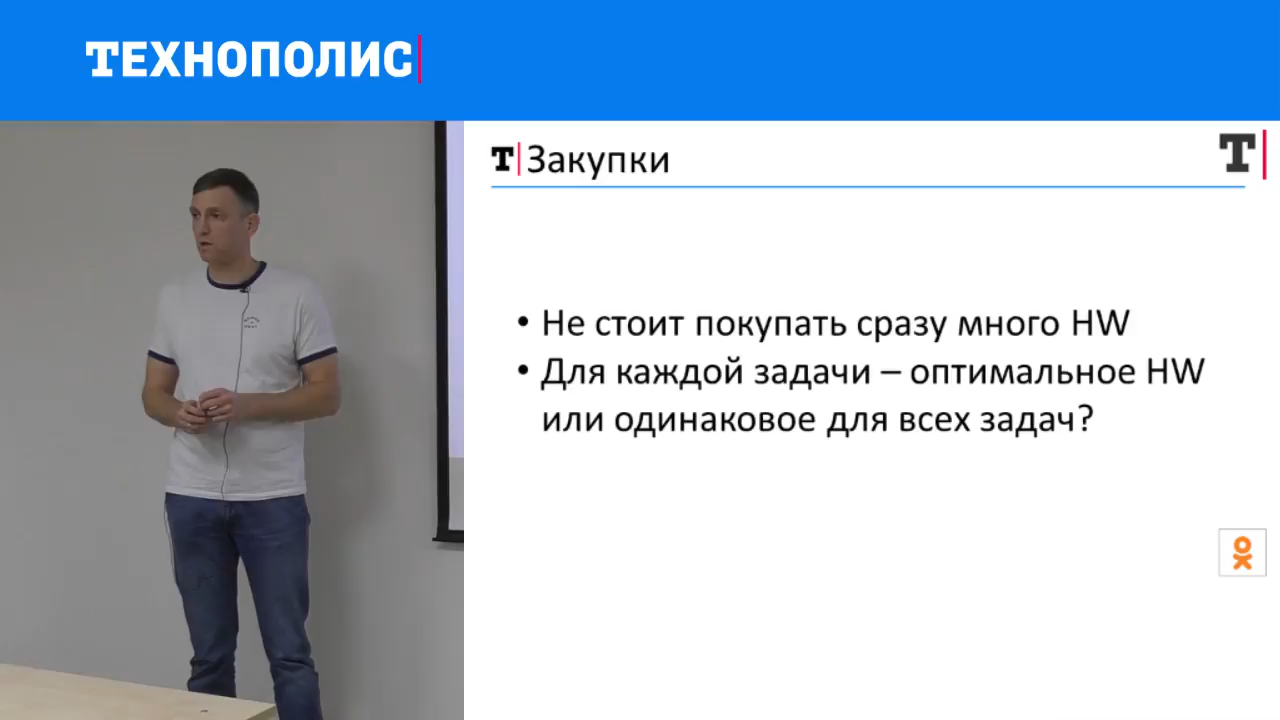 ТЕХНОПОЛИС
Т Закупки
Т
• Не стоит покупать сразу много HW
• Для каждой задачи – оптимальное HW
или одинаковое для всех задач?